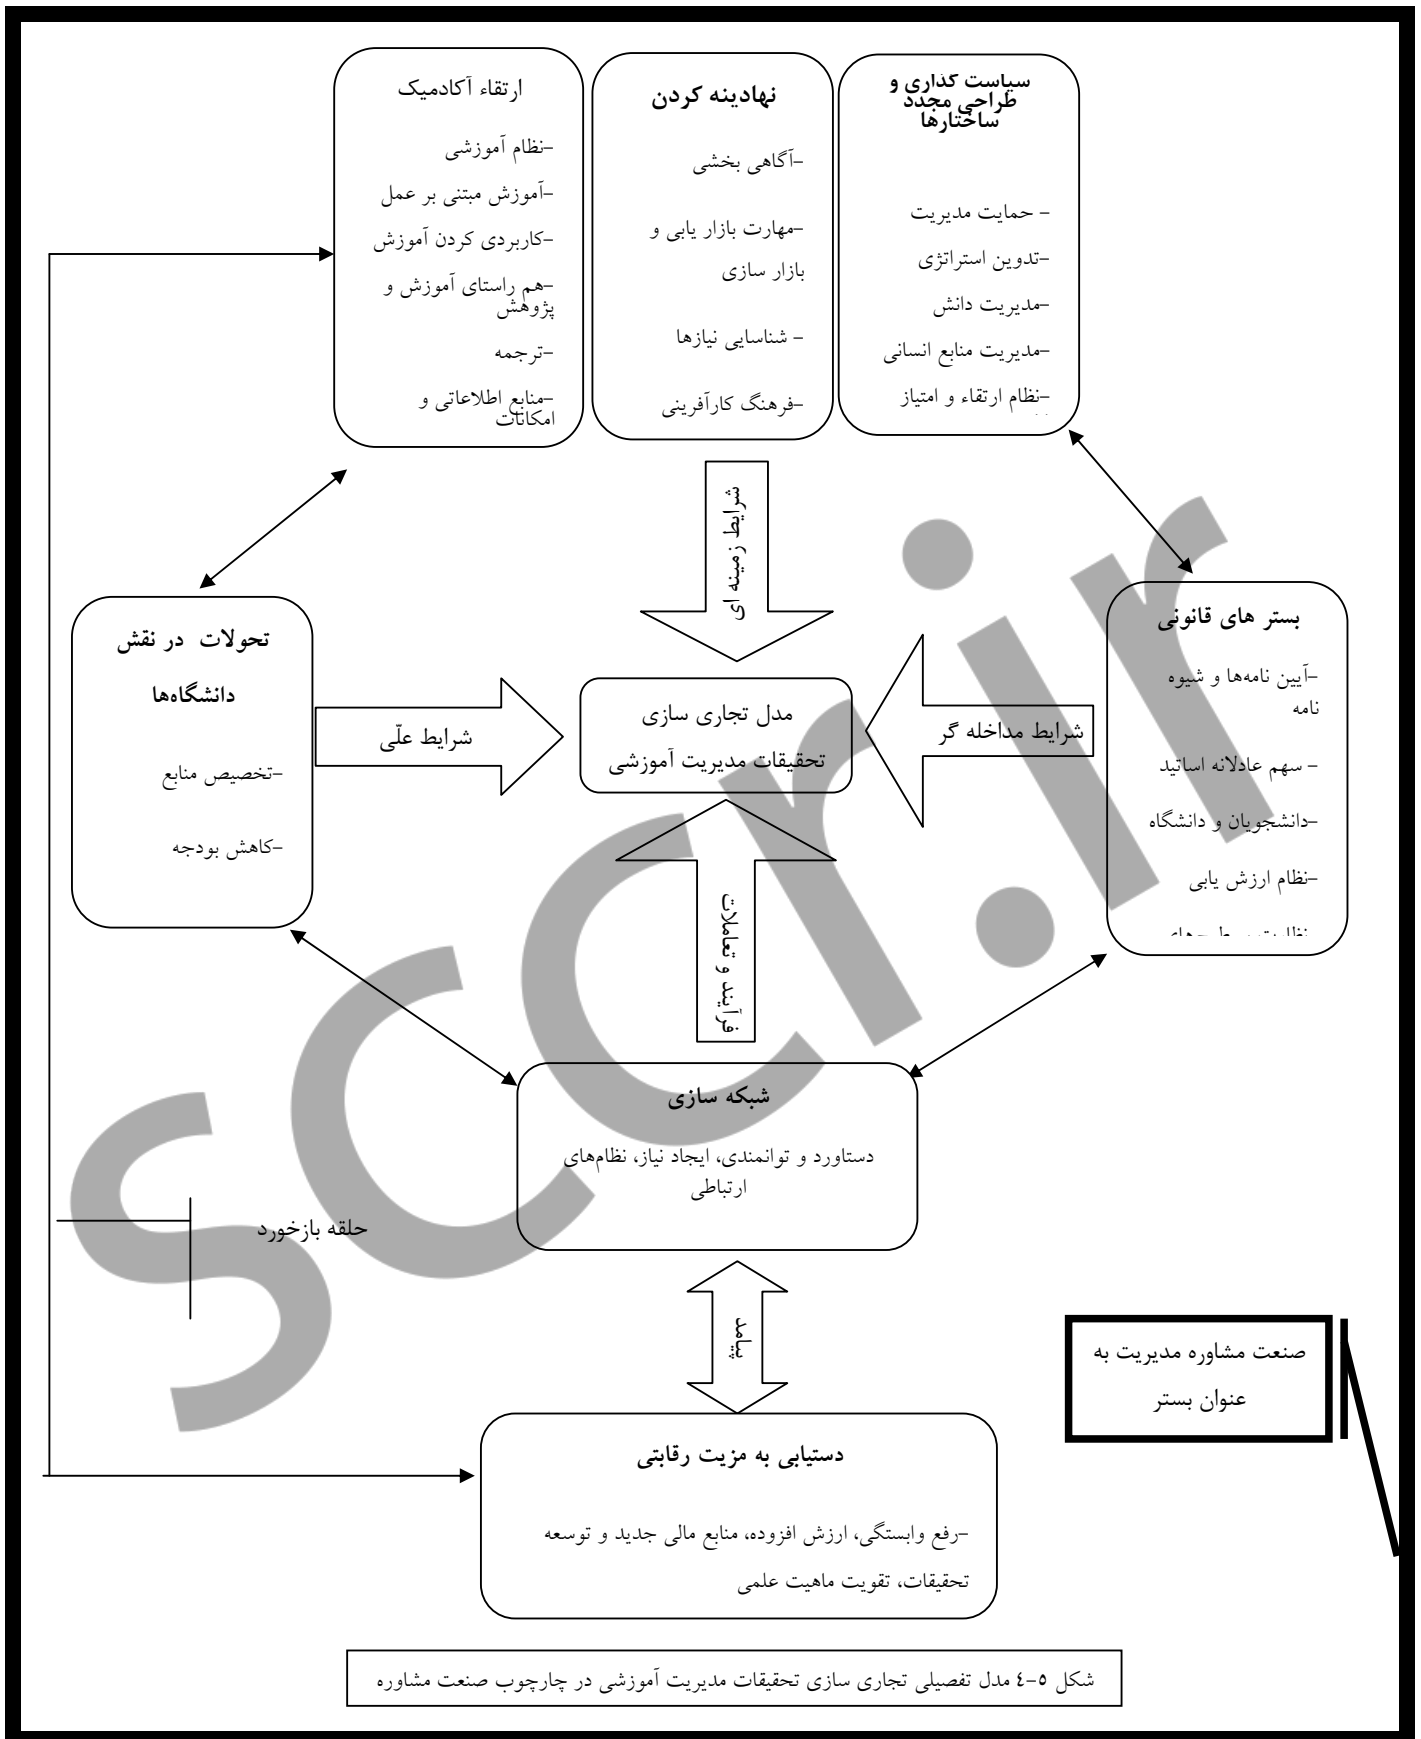 سیاست گذاری و
طراحی مجدد
ساختارها
- حمایت مدیریت
-تدوین استراتژی
-مدیریت دانش
-مدیریت منابع انسانی
-نظام ارتقاء و امتیاز
نهادینه کردن
-آگاهی بخشی
-مهارت بازار یابی و
بازار سازی
- شناسایی نیازها
-فرهنگ کارآفرینی
ارتقاء آکادمیک
-نظام آموزشی
-آموزش مبتنی بر عمل
-کاربردی کردن آموزش
-هم راستای آموزش و
پژوهش
-ترجمه
-منابع اطلاعاتی و
امکانات
شرایط زمینه ای
بستر های قانونی
-آیین نامه‌ها و شیوه
نامه
- سهم عادلانه اساتید
-دانشجویان و دانشگاه
-نظام ارزش یابی
شرایط مداخله گر
مدل تجاری سازی
تحقیقات مدیریت آموزشی
شرایط علّی
تحولات در نقش
دانشگاه‌ها
-تخصیص منابع
-کاهش بودجه
فرآیند و تعاملات
شبکه سازی
دستاورد و توانمندی، ایجاد نیاز، نظام‌های
ارتباطی
حلقه بازخورد
پیامد
صنعت مشاوره مدیریت به
عنوان بستر
دستیابی به مزیت رقابتی
-رفع وابستگی، ارزش افزوده، منابع مالی جدید و توسعه
تحقیقات، تقویت ماهیت علمی
شکل ٥-٤ مدل تفصیلی تجاری سازی تحقیقات مدیریت آموزشی در چارچوب صنعت مشاوره
sccr.ir